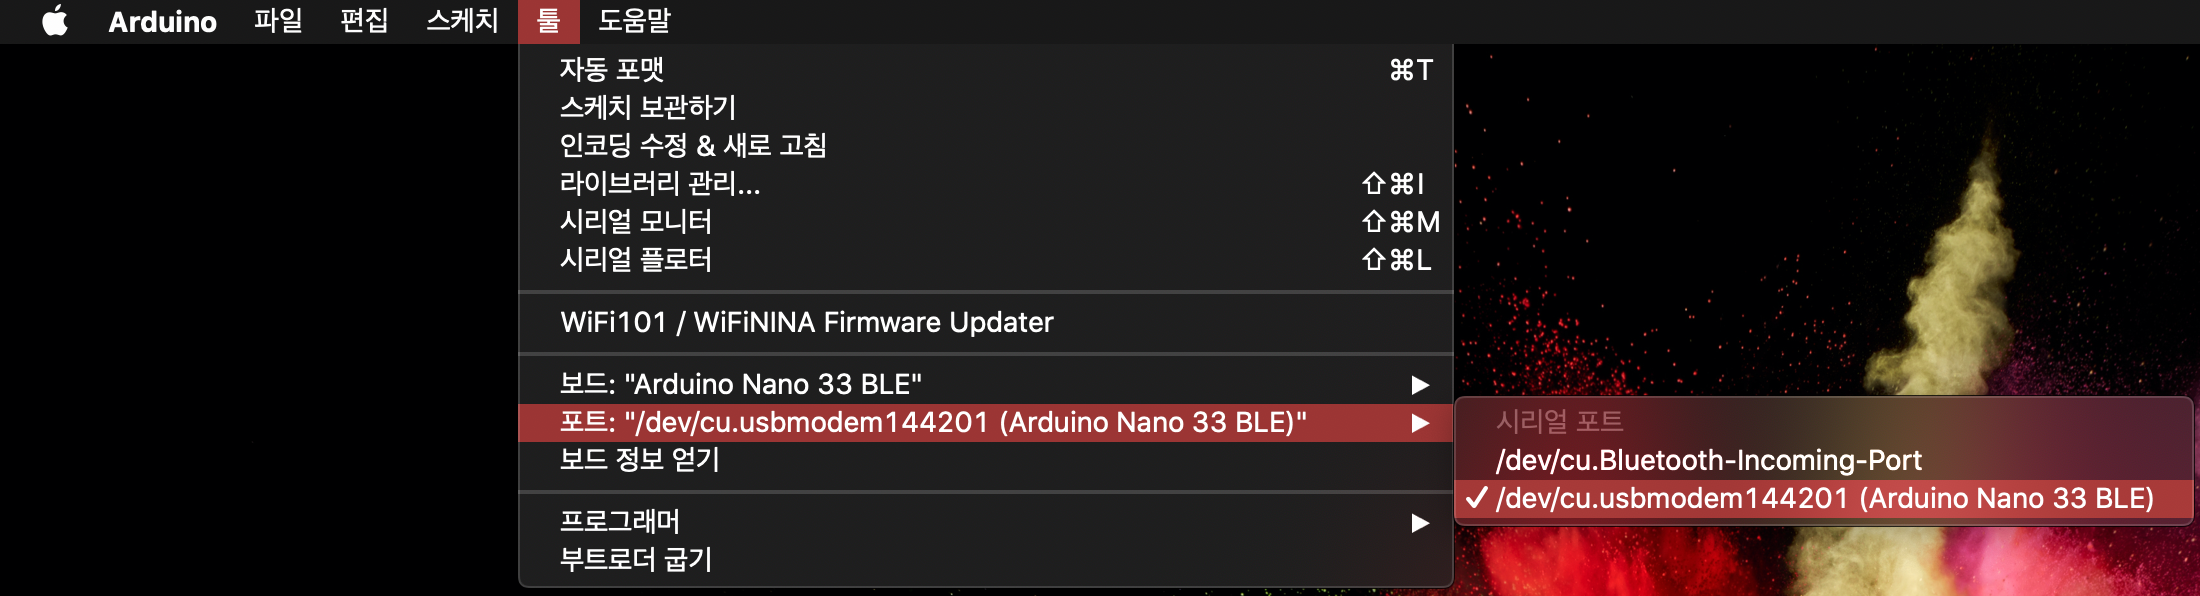 Arduino 파일 편집 스케치 툴 도움말
자동 포맷 ⌘T
스케치 보관하기
인코딩 수정 & 새로 고침
라이브러리 관리... ⇧⌘I
시리얼 모니터 ⇧⌘M
시리얼 플로터 ⇧⌘L
WiFi101 / WiFiNINA Firmware Updater
보드: "Arduino Nano 33 BLE" ▶
포트: "/dev/cu.usbmodem144201 (Arduino Nano 33 BLE)" ▶
보드 정보 얻기
프로그래머 ▶
부트로더 굽기
시리얼 포트
/dev/cu.Bluetooth-Incoming-Port
✓ /dev/cu.usbmodem144201 (Arduino Nano 33 BLE)